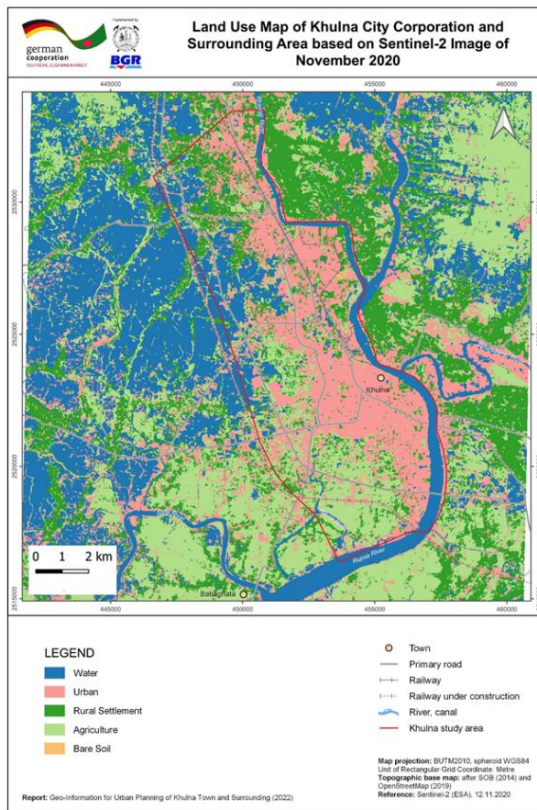 german
cooperation
DEUTSCHE ZUSAMMENARBEIT
Implemented by
BGR
Land Use Map of Khulna City Corporation and
Surrounding Area based on Sentinel-2 Image of
November 2020
445000
450000
455000
460000
2530000
2525000
2520000
2515000
Khulna
Rupsa River
Batiaghata
0 1 2 km
445000
450000
455000
460000
LEGEND
Water
Urban
Rural Settlement
Agriculture
Bare Soil
Town
Primary road
Railway
Railway under construction
River, canal
Khulna study area
Map projection: BUTM2010, spheroid WGS84
Unit of Rectangular Grid Coordinate: Metre
Topographic base map: after SOB (2014) and
OpenStreetMap (2019)
Reference: Sentinel-2 (ESA), 12.11.2020
Report: Geo-Information for Urban Planning of Khulna Town and Surrounding (2022)